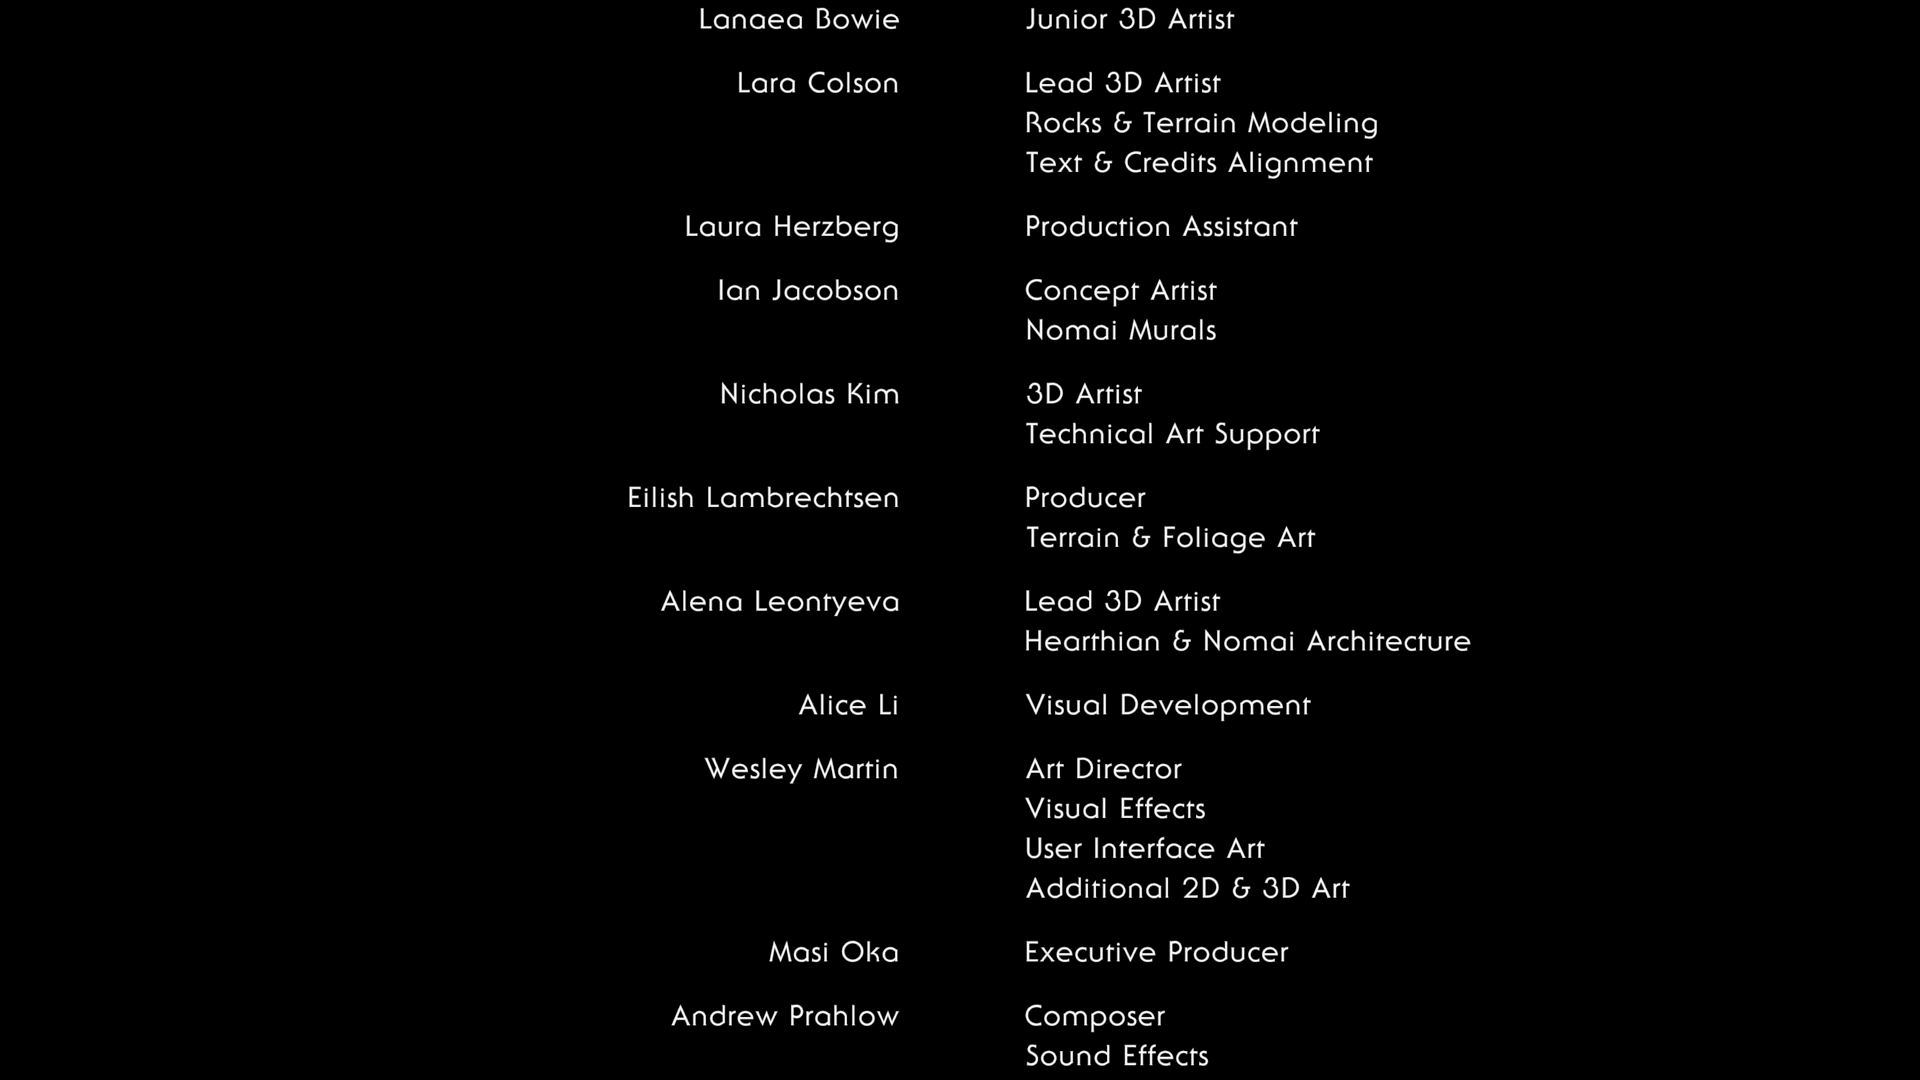 Lanaea Bowie Junior 3D Artist
Lara Colson Lead 3D Artist
Rocks & Terrain Modeling
Text & Credits Alignment
Laura Herzberg Production Assistant
Ian Jacobson Concept Artist
Nomai Murals
Nicholas Kim 3D Artist
Technical Art Support
Eilish Lambrechtsen Producer
Terrain & Foliage Art
Alena Leontyeva Lead 3D Artist
Hearthian & Nomai Architecture
Alice Li Visual Development
Wesley Martin Art Director
Visual Effects
User Interface Art
Additional 2D & 3D Art
Masi Oka Executive Producer
Andrew Prahlow Composer
Sound Effects